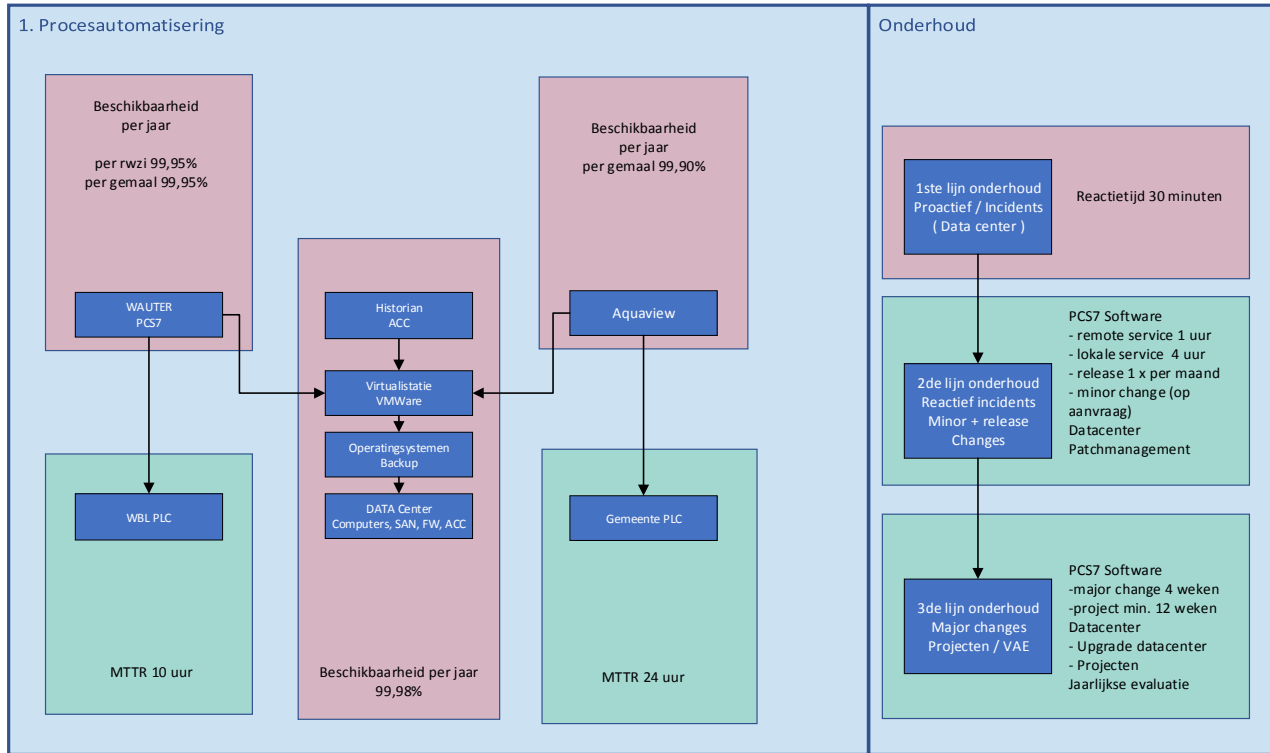 1. Procesautomatisering
Beschikbaarheid
per jaar
per rwzi 99,95%
per gemaal 99,95%
WAUTER
PCS7
WBL PLC
MTTR 10 uur
Historian
ACC
Virtualistatie
VMWare
Operatingsystemen
Backup
DATA Center
Computers, SAN, FW, ACC
Beschikbaarheid per jaar
99,98%
Beschikbaarheid
per jaar
per gemaal 99,90%
Aquaview
Gemeente PLC
MTTR 24 uur
Onderhoud
1ste lijn onderhoud
Proactief / Incidents
( Data center )
Reactietijd 30 minuten
2de lijn onderhoud
Reactief incidents
Minor + release
Changes
PCS7 Software
- remote service 1 uur
- lokale service 4 uur
- release 1 x per maand
- minor change (op
aanvraag)
Datacenter
Patchmanagement
3de lijn onderhoud
Major changes
Projecten / VAE
PCS7 Software
-major change 4 weken
-project min. 12 weken
Datacenter
- Upgrade datacenter
- Projecten
Jaarlijkse evaluatie